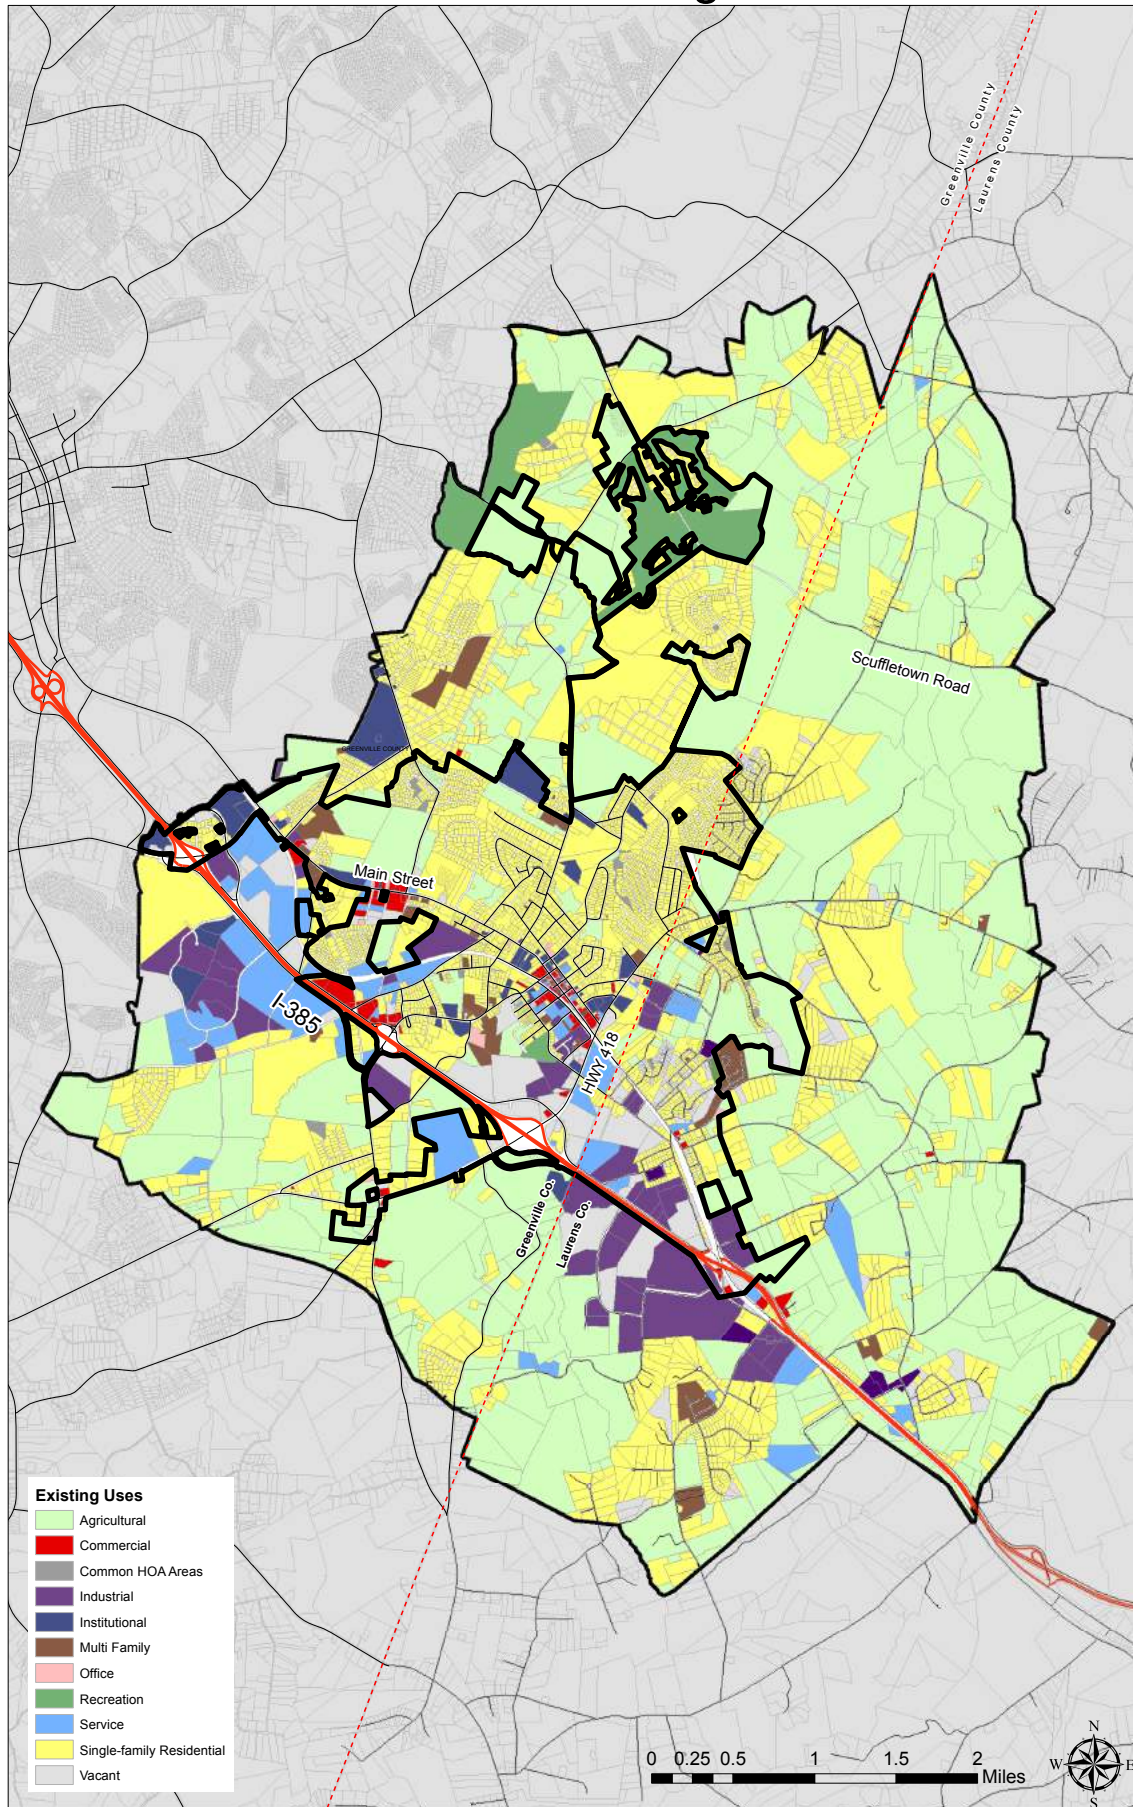 Greenville County
Laurens County
Scuffletown Road
GREENVILLE COUNTY
Main Street
I-385
HWY 418
Greenville Co.
Laurens Co.
Existing Uses
Agricultural
Commercial
Common HOA Areas
Industrial
Institutional
Multi Family
Office
Recreation
Service
Single-family Residential
Vacant
0 0.25 0.5 1 1.5 2
Miles
N
W E
S